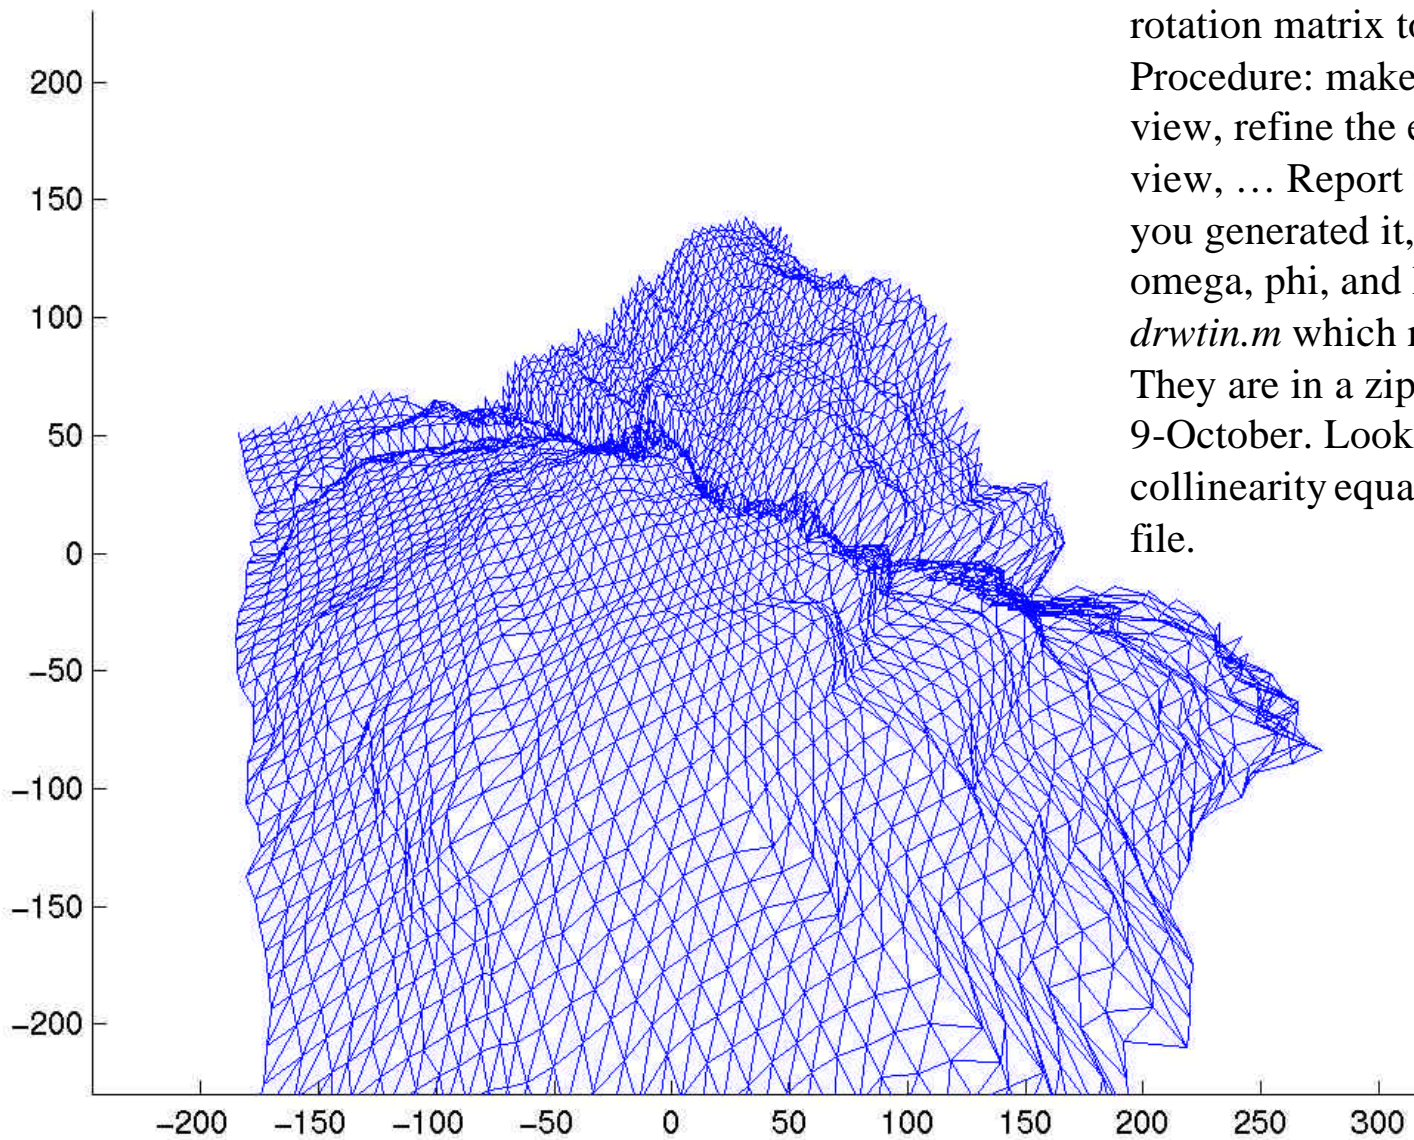 rotation matrix to
Procedure: make
view, refine the e
view, … Report
you generated it,
omega, phi, and
drwtin.m which r
They are in a zip
9-October. Look
collinearity equa
file.
200
150
100
50
0
−50
−100
−150
−200
−200 −150 −100 −50 0 50 100 150 200 250 300